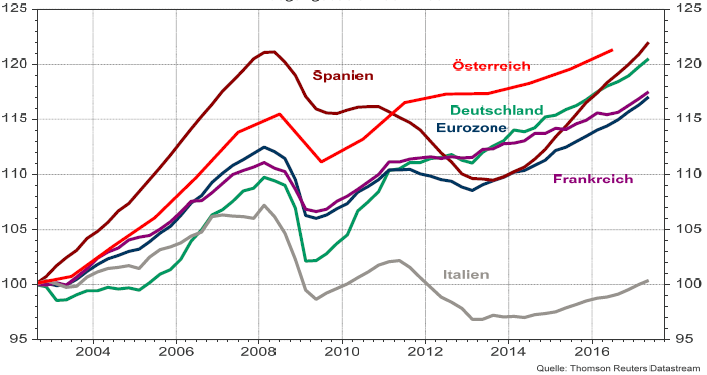 125 125
Spanien
Österreich
120 120
Deutschland
115 115
Eurozone
110 110
Frankreich
105 105
Italien
100 100
95 95
2004 2006 2008 2010 2012 2014 2016
Quelle: Thomson Reuters Datastream